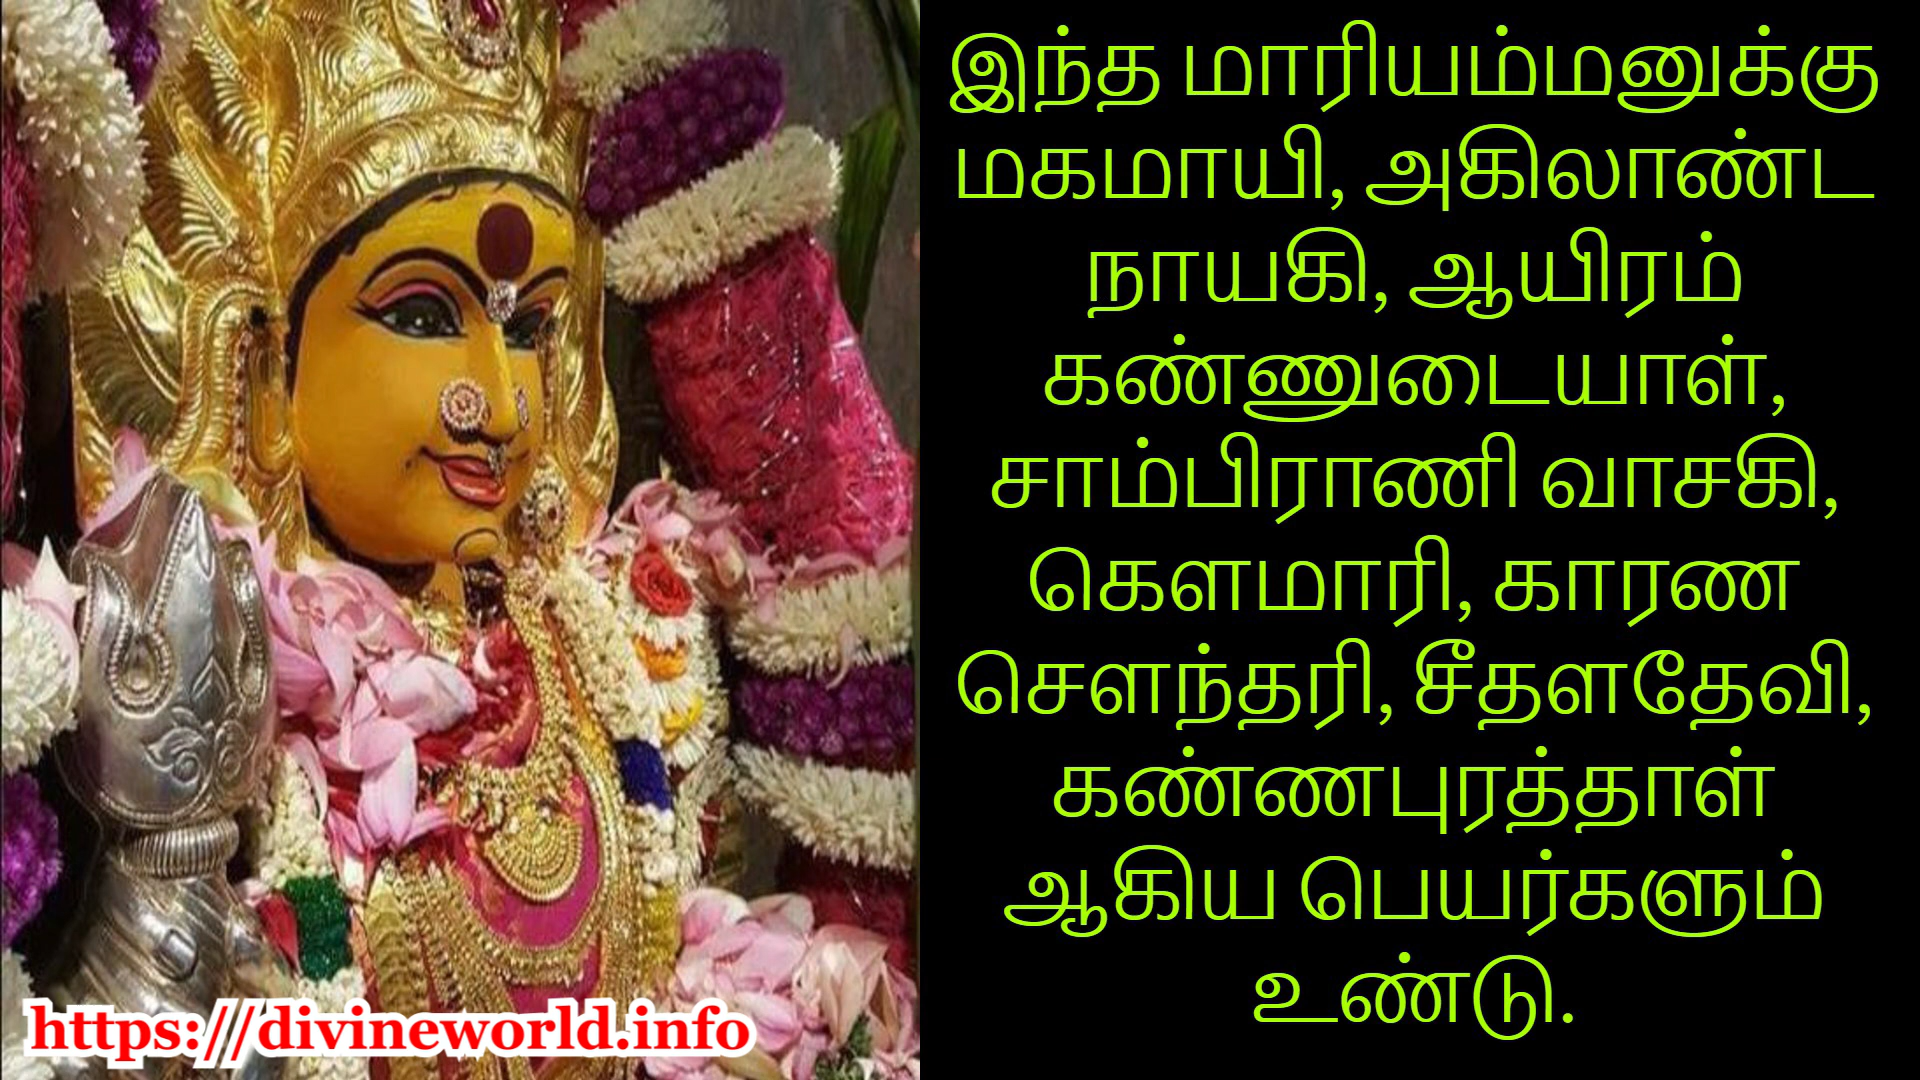 இந்த மாரியம்மனுக்கு
மகமாயி, அகிலாண்ட
நாயகி, ஆயிரம்
கண்ணுடையாள்,
சாம்பிராணி வாசகி,
கௌமாரி, காரண
சௌந்தரி, சீதளதேவி,
கண்ணபுரத்தாள்
ஆகிய பெயர்களும்
உண்டு.
https://divineworld.info